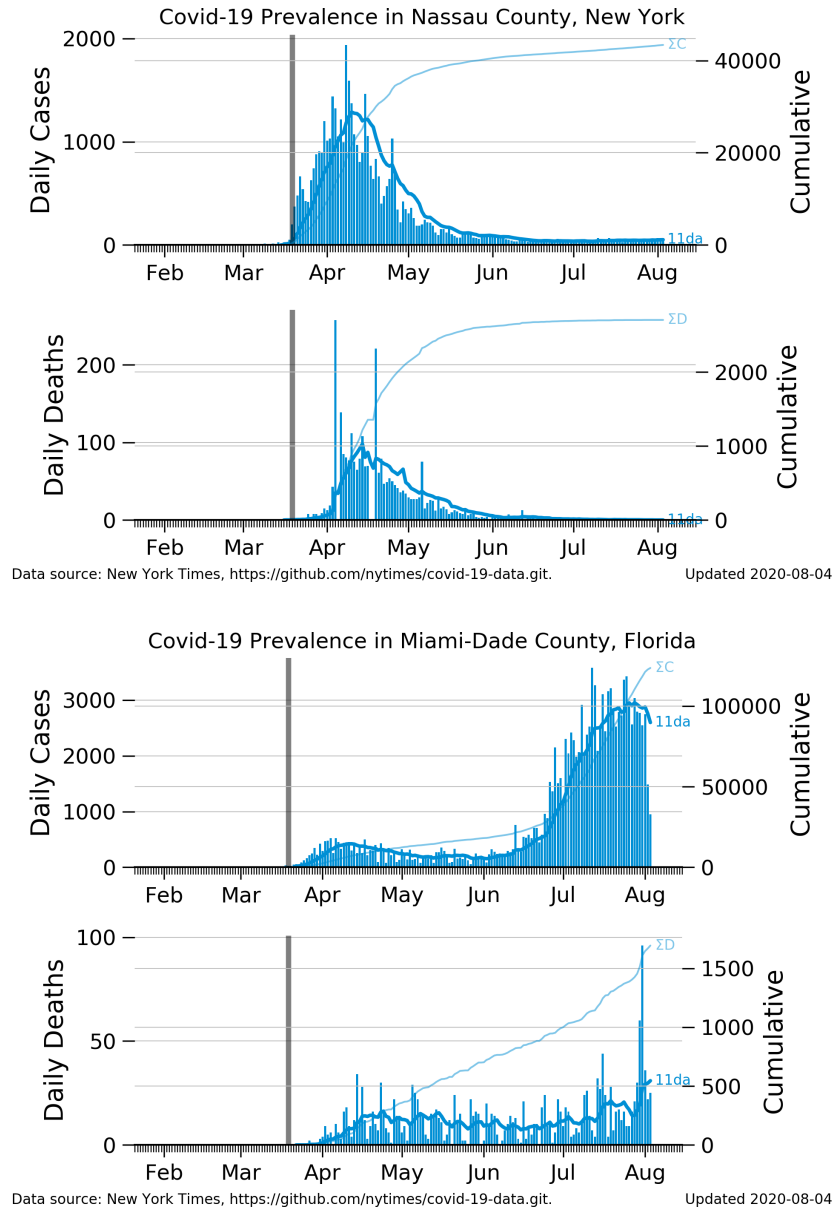 Covid-19 Prevalence in Nassau County, New York
2000
1000
0
Daily Cases
ΣC
11da
40000
20000
0
Cumulative
Feb Mar Apr May Jun Jul Aug
200
100
0
Daily Deaths
ΣD
11da
2000
1000
0
Cumulative
Feb Mar Apr May Jun Jul Aug
Data source: New York Times, https://github.com/nytimes/covid-19-data.git. Updated 2020-08-04
Covid-19 Prevalence in Miami-Dade County, Florida
3000
2000
1000
0
Daily Cases
ΣC
11da
100000
50000
0
Cumulative
Feb Mar Apr May Jun Jul Aug
100
50
0
Daily Deaths
ΣD
11da
1500
1000
500
0
Cumulative
Feb Mar Apr May Jun Jul Aug
Data source: New York Times, https://github.com/nytimes/covid-19-data.git. Updated 2020-08-04